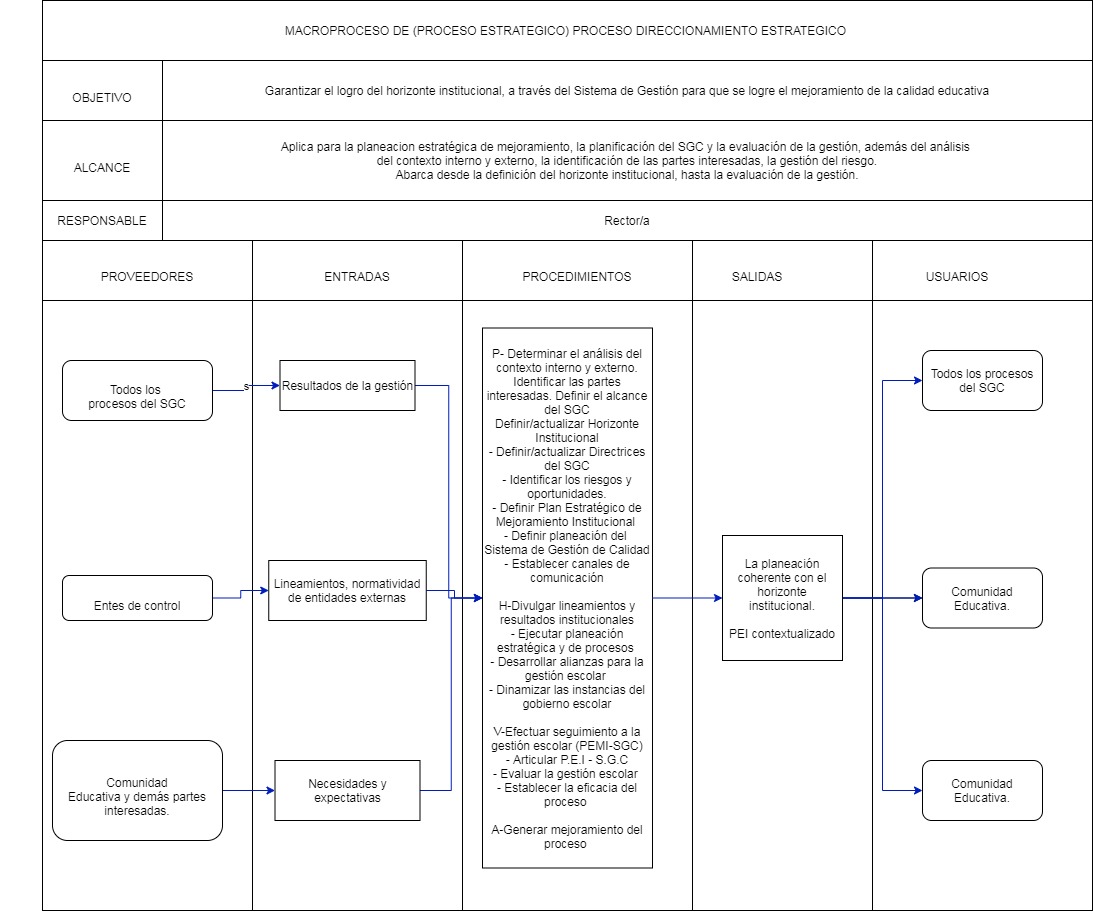 MACROPROCESO DE (PROCESO ESTRATEGICO) PROCESO DIRECCIONAMIENTO ESTRATEGICO
OBJETIVO
Garantizar el logro del horizonte institucional, a través del Sistema de Gestión para que se logre el mejoramiento de la calidad educativa
ALCANCE
Aplica para la planeacion estratégica de mejoramiento, la planificación del SGC y la evaluación de la gestión, además del análisis
del contexto interno y externo, la identificación de las partes interesadas, la gestión del riesgo.
Abarca desde la definición del horizonte institucional, hasta la evaluación de la gestión.
RESPONSABLE
Rector/a
PROVEEDORES
ENTRADAS
PROCEDIMIENTOS
SALIDAS
USUARIOS
Todos los
procesos del SGC
s
Entes de control
Comunidad
Educativa y demás partes
interesadas.
Resultados de la gestión
Lineamientos, normatividad
de entidades externas
Necesidades y
expectativas
P- Determinar el análisis del
contexto interno y externo.
Identificar las partes
interesadas. Definir el alcance
del SGC
Definir/actualizar Horizonte
Institucional
- Definir/actualizar Directrices
del SGC
- Identificar los riesgos y
oportunidades.
- Definir Plan Estratégico de
Mejoramiento Institucional
- Definir planeación del
Sistema de Gestión de Calidad
- Establecer canales de
comunicación
H-Divulgar lineamientos y
resultados institucionales
- Ejecutar planeación
estratégica y de procesos
- Desarrollar alianzas para la
gestión escolar
- Dinamizar las instancias del
gobierno escolar
V-Efectuar seguimiento a la
gestión escolar (PEMI-SGC)
- Articular P.E.I - S.G.C
- Evaluar la gestión escolar
- Establecer la eficacia del
proceso
A-Generar mejoramiento del
proceso
La planeación
coherente con el
horizonte
institucional.
PEI contextualizado
Todos los procesos
del SGC
Comunidad
Educativa.
Comunidad
Educativa.